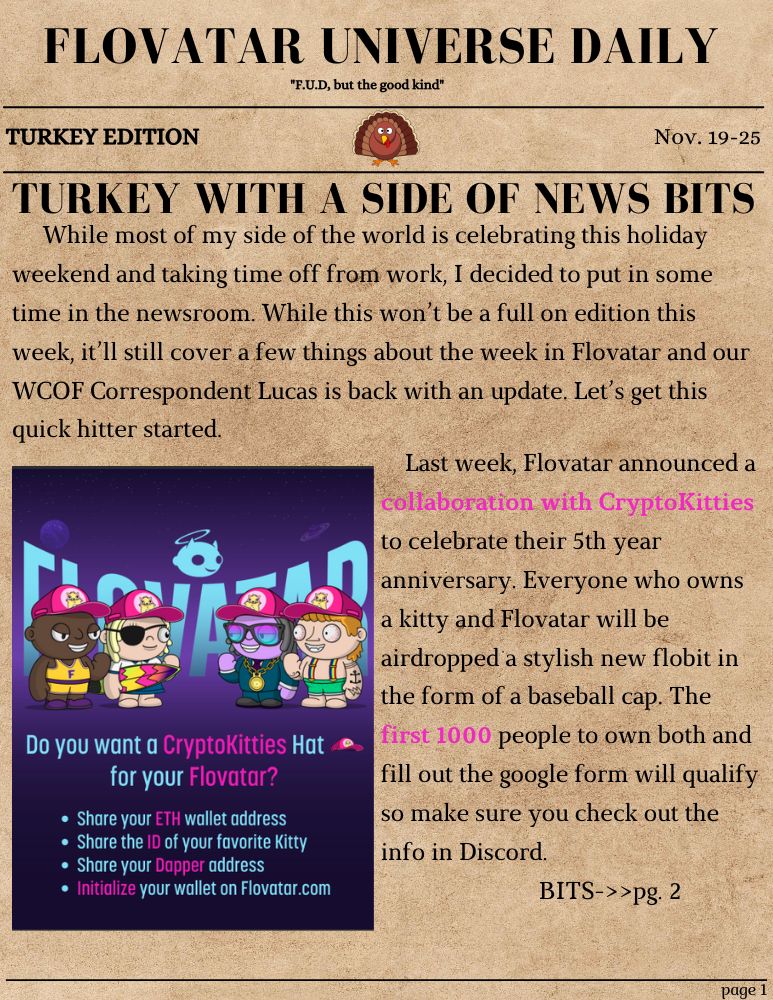 FLOVATAR UNIVERSE DAILY
"F.U.D, but the good kind"
TURKEY EDITION
Nov. 19-25
TURKEY WITH A SIDE OF NEWS BITS
While most of my side of the world is celebrating this holiday
weekend and taking time off from work, I decided to put in some
time in the newsroom. While this won't be a full on edition this
week, it'll still cover a few things about the week in Flovatar and our
WCOF Correspondent Lucas is back with an update. Let's get this
quick hitter started.
FLOVATAR
F
Do you want a CryptoKitties Hat
for your Flovatar?
• Share your ETH wallet address
• Share the ID of your favorite Kitty
• Share your Dapper address
• Initialize your wallet on Flovatar.com
Last week, Flovatar announced a
collaboration with CryptoKitties
to celebrate their 5th year
anniversary. Everyone who owns
a kitty and Flovatar will be
airdropped a stylish new flobit in
the form of a baseball cap. The
first 1000 people to own both and
fill out the google form will qualify
so make sure you check out the
info in Discord.
BITS->>pg. 2
page 1